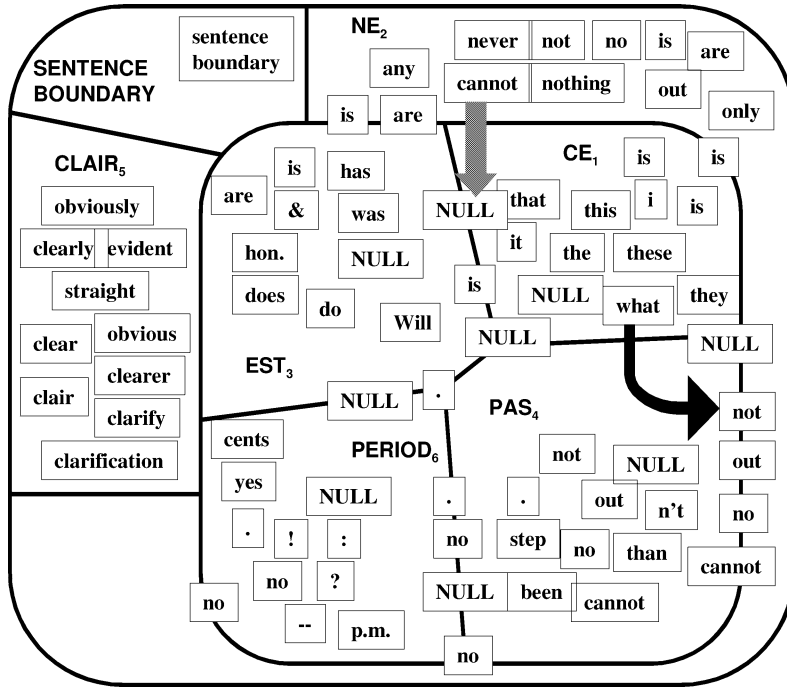 sentence
boundary
SENTENCE
BOUNDARY
NE2
never not no is are
any
cannot nothing out
only
is are
CLAIR5
obviously
clearly evident
straight
obvious
clear
clearer
clair
clarify
clarification
is has
are
& was
hon. NULL
does do
Will
EST3
CE1
is is
NULL that
this i is
it
the these
is
NULL what they
NULL
NULL
NULL .
PAS4
not
cents
yes
PERIOD6
NULL
. ! :
no ?
no
-- p.m.
. .
no step
not NULL
out n't
no than
out
no
cannot
NULL been cannot
no